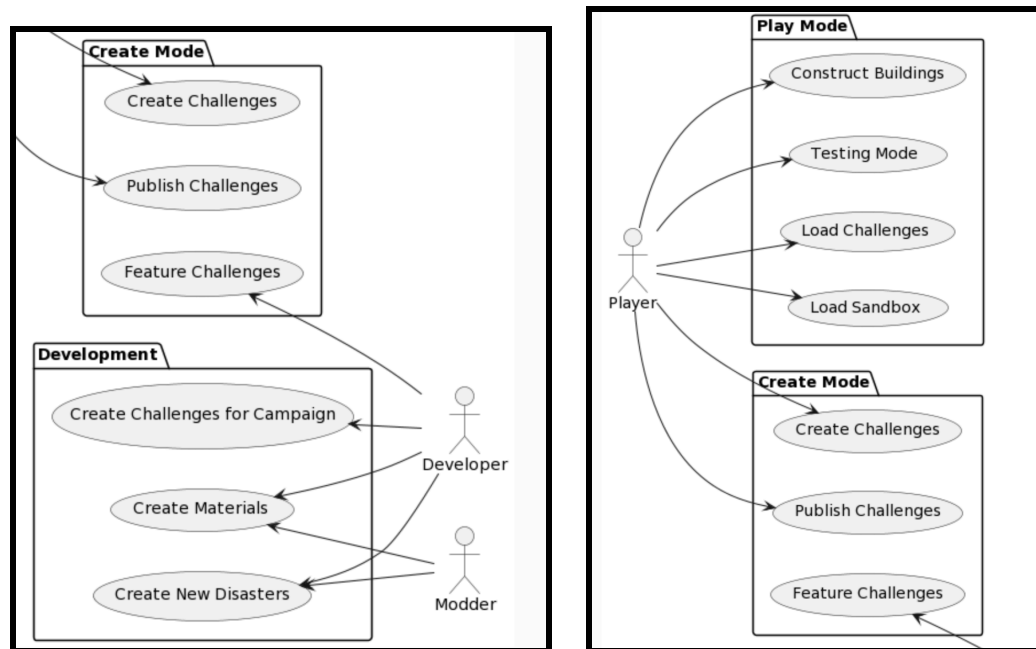 Create Mode
Create Challenges
Publish Challenges
Feature Challenges
Development
Create Challenges for Campaign
Developer
Create Materials
Create New Disasters
Modder
Play Mode
Construct Buildings
Testing Mode
Load Challenges
Player
Load Sandbox
Create Mode
Create Challenges
Publish Challenges
Feature Challenges